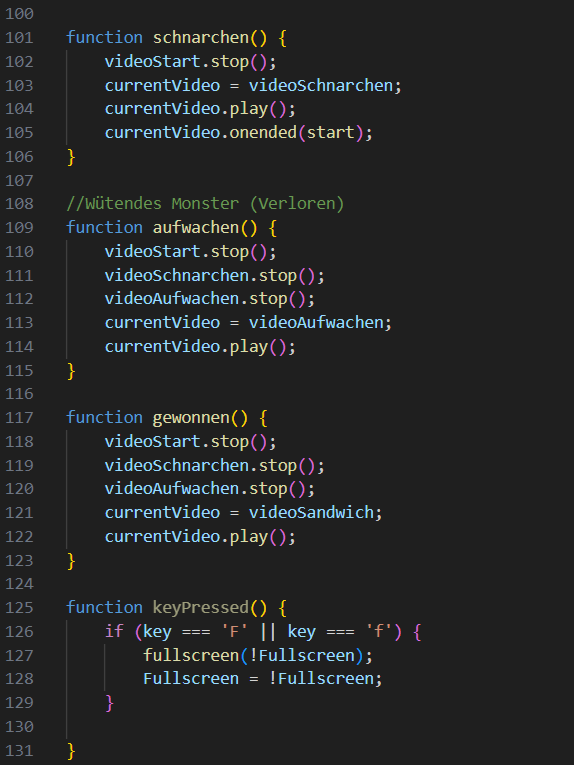 100
101 function schnarchen() {
102     videoStart.stop();
103     currentVideo = videoSchnarchen;
104     currentVideo.play();
105     currentVideo.onended(start);
106 }
107
108 //Wütendes Monster (Verloren)
109 function aufwachen() {
110     videoStart.stop();
111     videoSchnarchen.stop();
112     videoAufwachen.stop();
113     currentVideo = videoAufwachen;
114     currentVideo.play();
115 }
116
117 function gewonnen() {
118     videoStart.stop();
119     videoSchnarchen.stop();
120     videoAufwachen.stop();
121     currentVideo = videoSandwich;
122     currentVideo.play();
123 }
124
125 function keyPressed() {
126     if (key === 'F' || key === 'f') {
127         fullscreen(!Fullscreen);
128         Fullscreen = !Fullscreen;
129     }
130
131 }